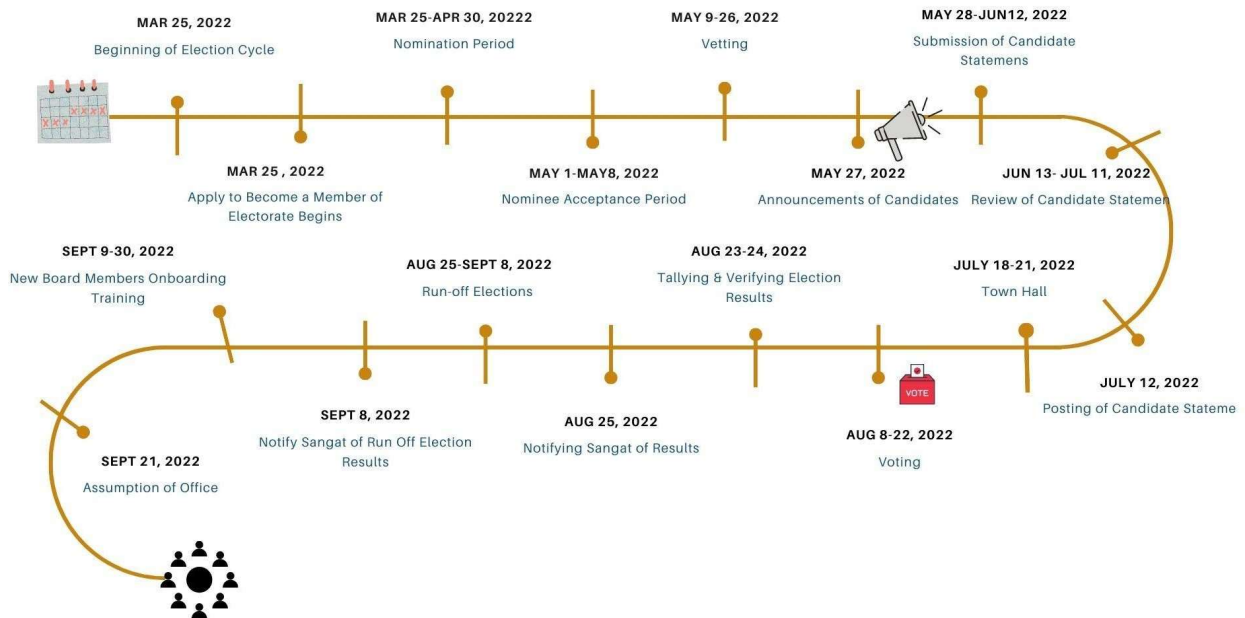 MAR 25, 2022
Beginning of Election Cycle
MAR 25 , 2022
Apply to Become a Member of
Electorate Begins
MAR 25-APR 30, 20222
Nomination Period
MAY 1-MAY8, 2022
Nominee Acceptance Period
MAY 9-26, 2022
Vetting
MAY 27, 2022
Announcements of Candidates
MAY 28-JUN12, 2022
Submission of Candidate
Statemens
JUN 13- JUL 11, 2022
Review of Candidate Statemen
JULY 12, 2022
Posting of Candidate Stateme
JULY 18-21, 2022
Town Hall
VOTE
AUG 8-22, 2022
Voting
AUG 23-24, 2022
Tallying & Verifying Election
Results
AUG 25, 2022
Notifying Sangat of Results
AUG 25-SEPT 8, 2022
Run-off Elections
SEPT 8, 2022
Notify Sangat of Run Off Election
Results
SEPT 9-30, 2022
New Board Members Onboarding
Training
SEPT 21, 2022
Assumption of Office